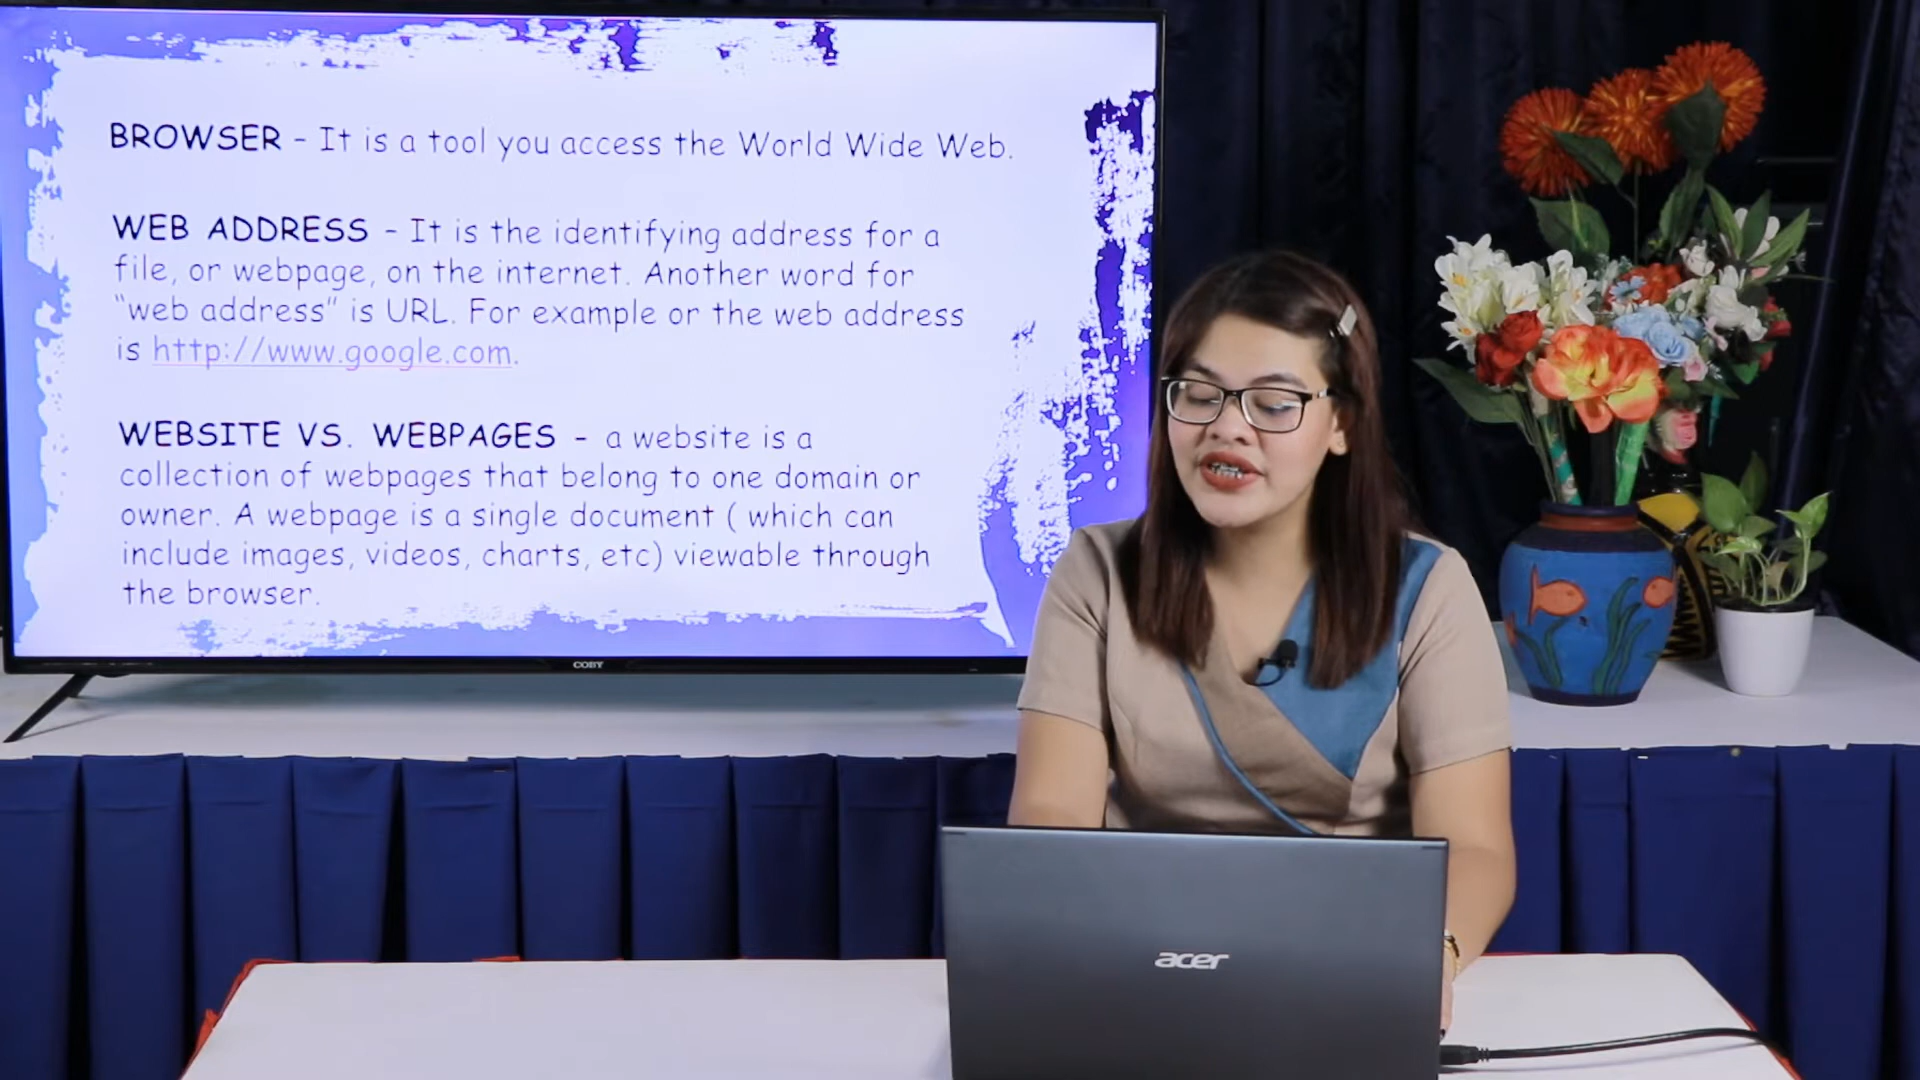 BROWSER - It is a tool you access the World Wide Web.
WEB ADDRESS - It is the identifying address for a
file, or webpage, on the internet. Another word for
“web address” is URL. For example or the web address
is http://www.google.com.
WEBSITE VS. WEBPAGES - a website is a
collection of webpages that belong to one domain or
owner. A webpage is a single document ( which can
include images, videos, charts, etc) viewable through
the browser.
COBY
acer